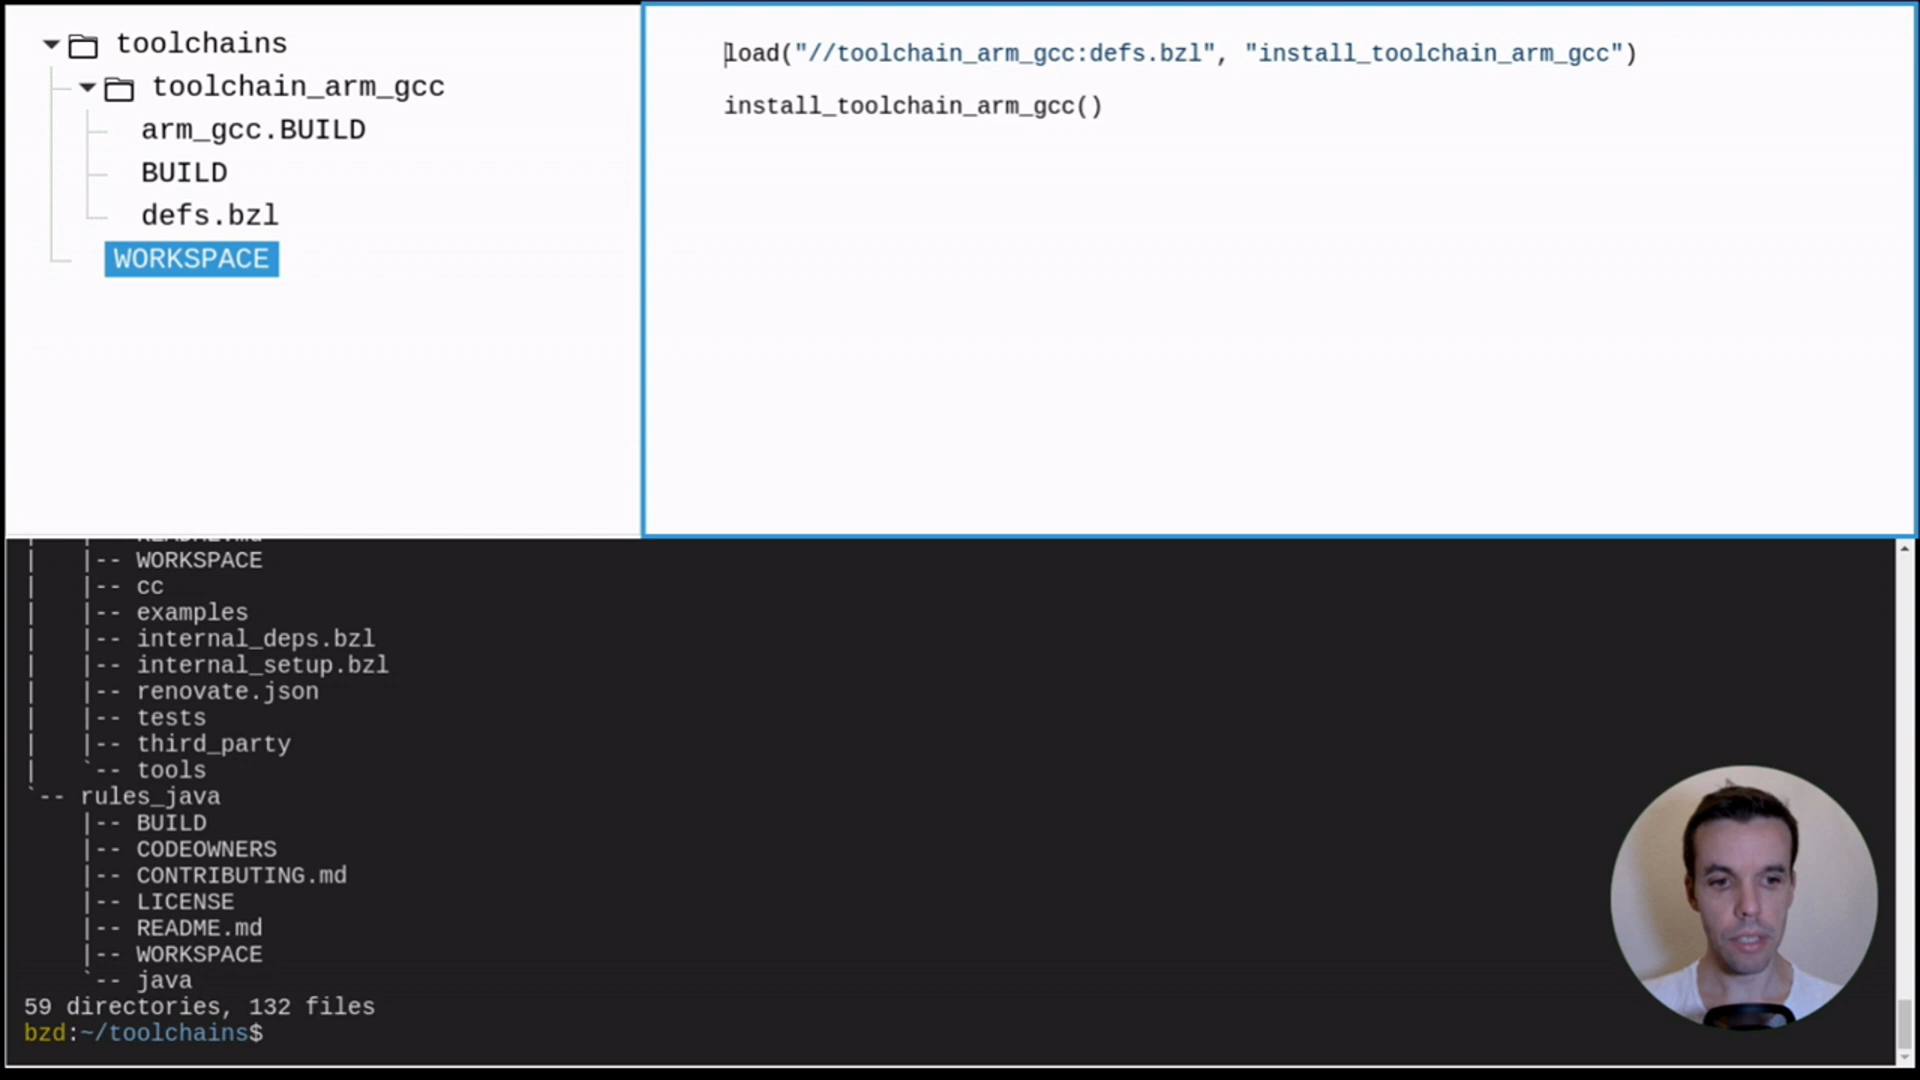 toolchains
toolchain_arm_gcc
arm_gcc.BUILD
BUILD
defs.bzl
WORKSPACE
load("//toolchain_arm_gcc:defs.bzl", "install_toolchain_arm_gcc")
install_toolchain_arm_gcc()
|   |-- WORKSPACE
|   |-- cc
|   |-- examples
|   |-- internal_deps.bzl
|   |-- internal_setup.bzl
|   |-- renovate.json
|   |-- tests
|   |-- third_party
|   `-- tools
`-- rules_java
    |-- BUILD
    |-- CODEOWNERS
    |-- CONTRIBUTING.md
    |-- LICENSE
    |-- README.md
    |-- WORKSPACE
    `-- java
59 directories, 132 files
bzd:~/toolchains$